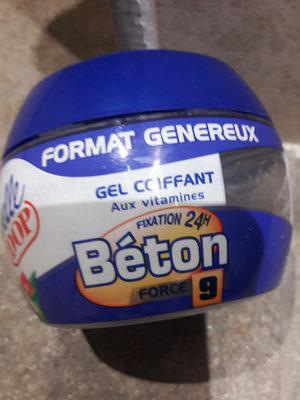 FORMAT GENEREUX
GEL COIFFANT
Aux vitamines
FIXATION 24H
Béton
FORCE 9